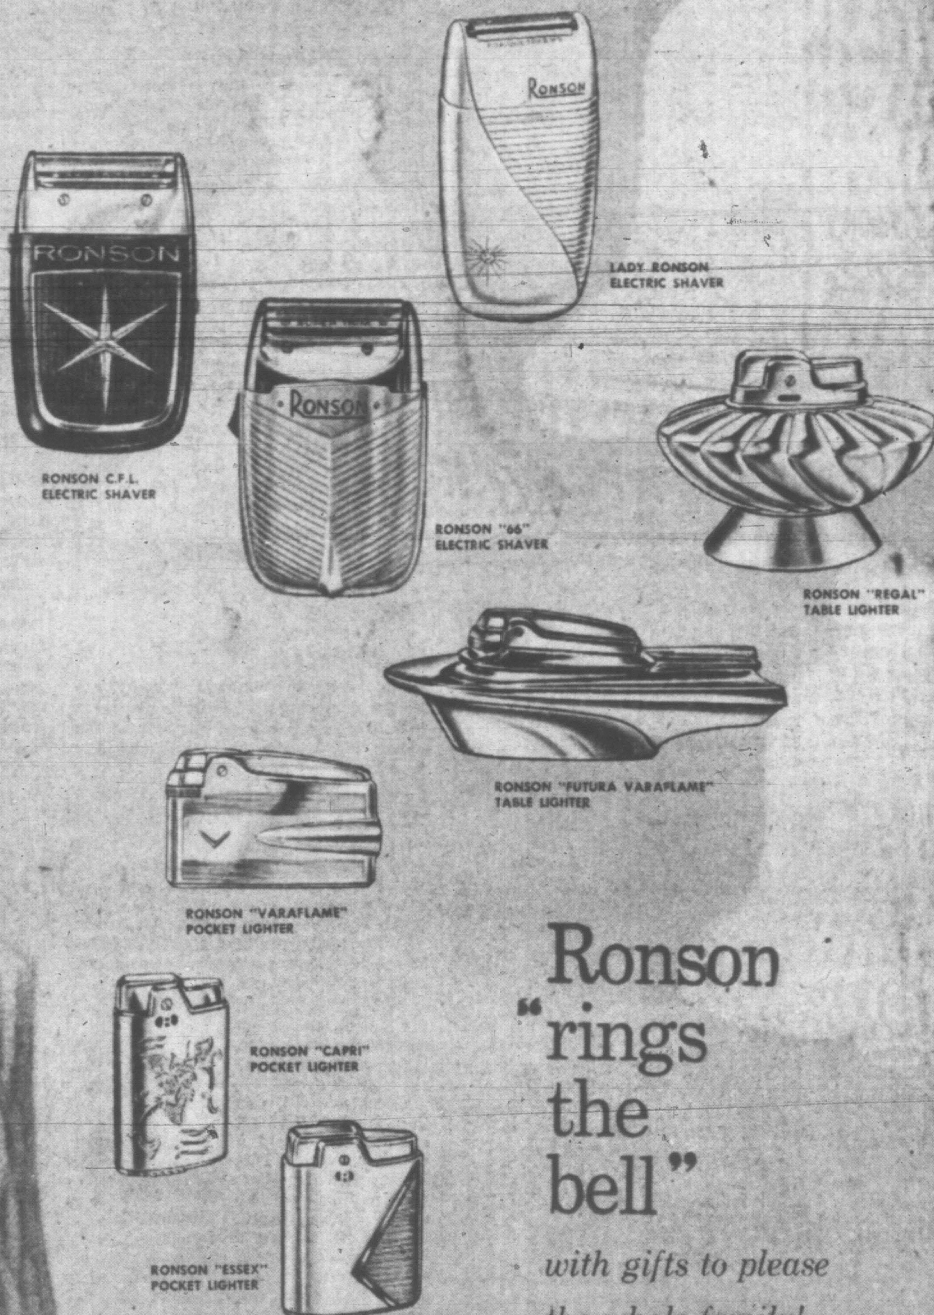 RONSON
LADY RONSON
ELECTRIC SHAVER
RONSON
RONSON
RONSON C.F.L.
ELECTRIC SHAVER
RONSON "66"
ELECTRIC SHAVER
RONSON "REGAL"
TABLE LIGHTER
RONSON "FUTURA VARAFLAME"
TABLE LIGHTER
RONSON "VARAFLAME"
POCKET LIGHTER
RONSON "CAPRI"
POCKET LIGHTER
RONSON "ESSEX"
POCKET LIGHTER
Ronson
“rings
the
bell”
with gifts to please